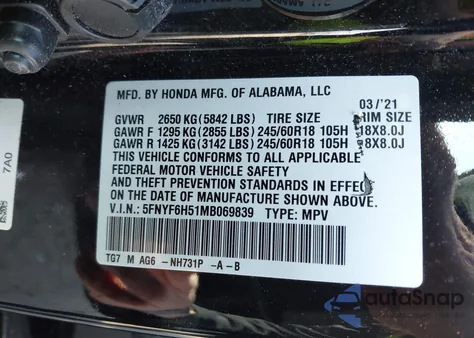 MFD. BY HONDA MFG. OF ALABAMA, LLC
03 /'21
GVWR 2650 KG (5842 LBS) TIRE SIZE RIM SIZE
GAWR F 1295 KG (2855 LBS) 245/60R18 105H 18X8.0J
GAWR R 1425 KG (3142 LBS) 245/60R18 105H 18X8.0J
THIS VEHICLE CONFORMS TO ALL APPLICABLE
FEDERAL MOTOR VEHICLE SAFETY
AND THEFT PREVENTION STANDARDS IN EFFECT
ON THE DATE OF MANUFACTURE SHOWN ABOVE.
V.I.N.: 5FNYF6H51MB069839 TYPE: MPV
TG7 M AG6 -NH731P -A -B
7A0
autoSnap